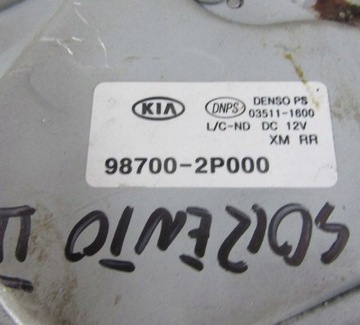 KIA
DNPS
DENSO PS
03511-1600
L/C-ND DC 12V
XM RR
98700-2P000
SORENTO II